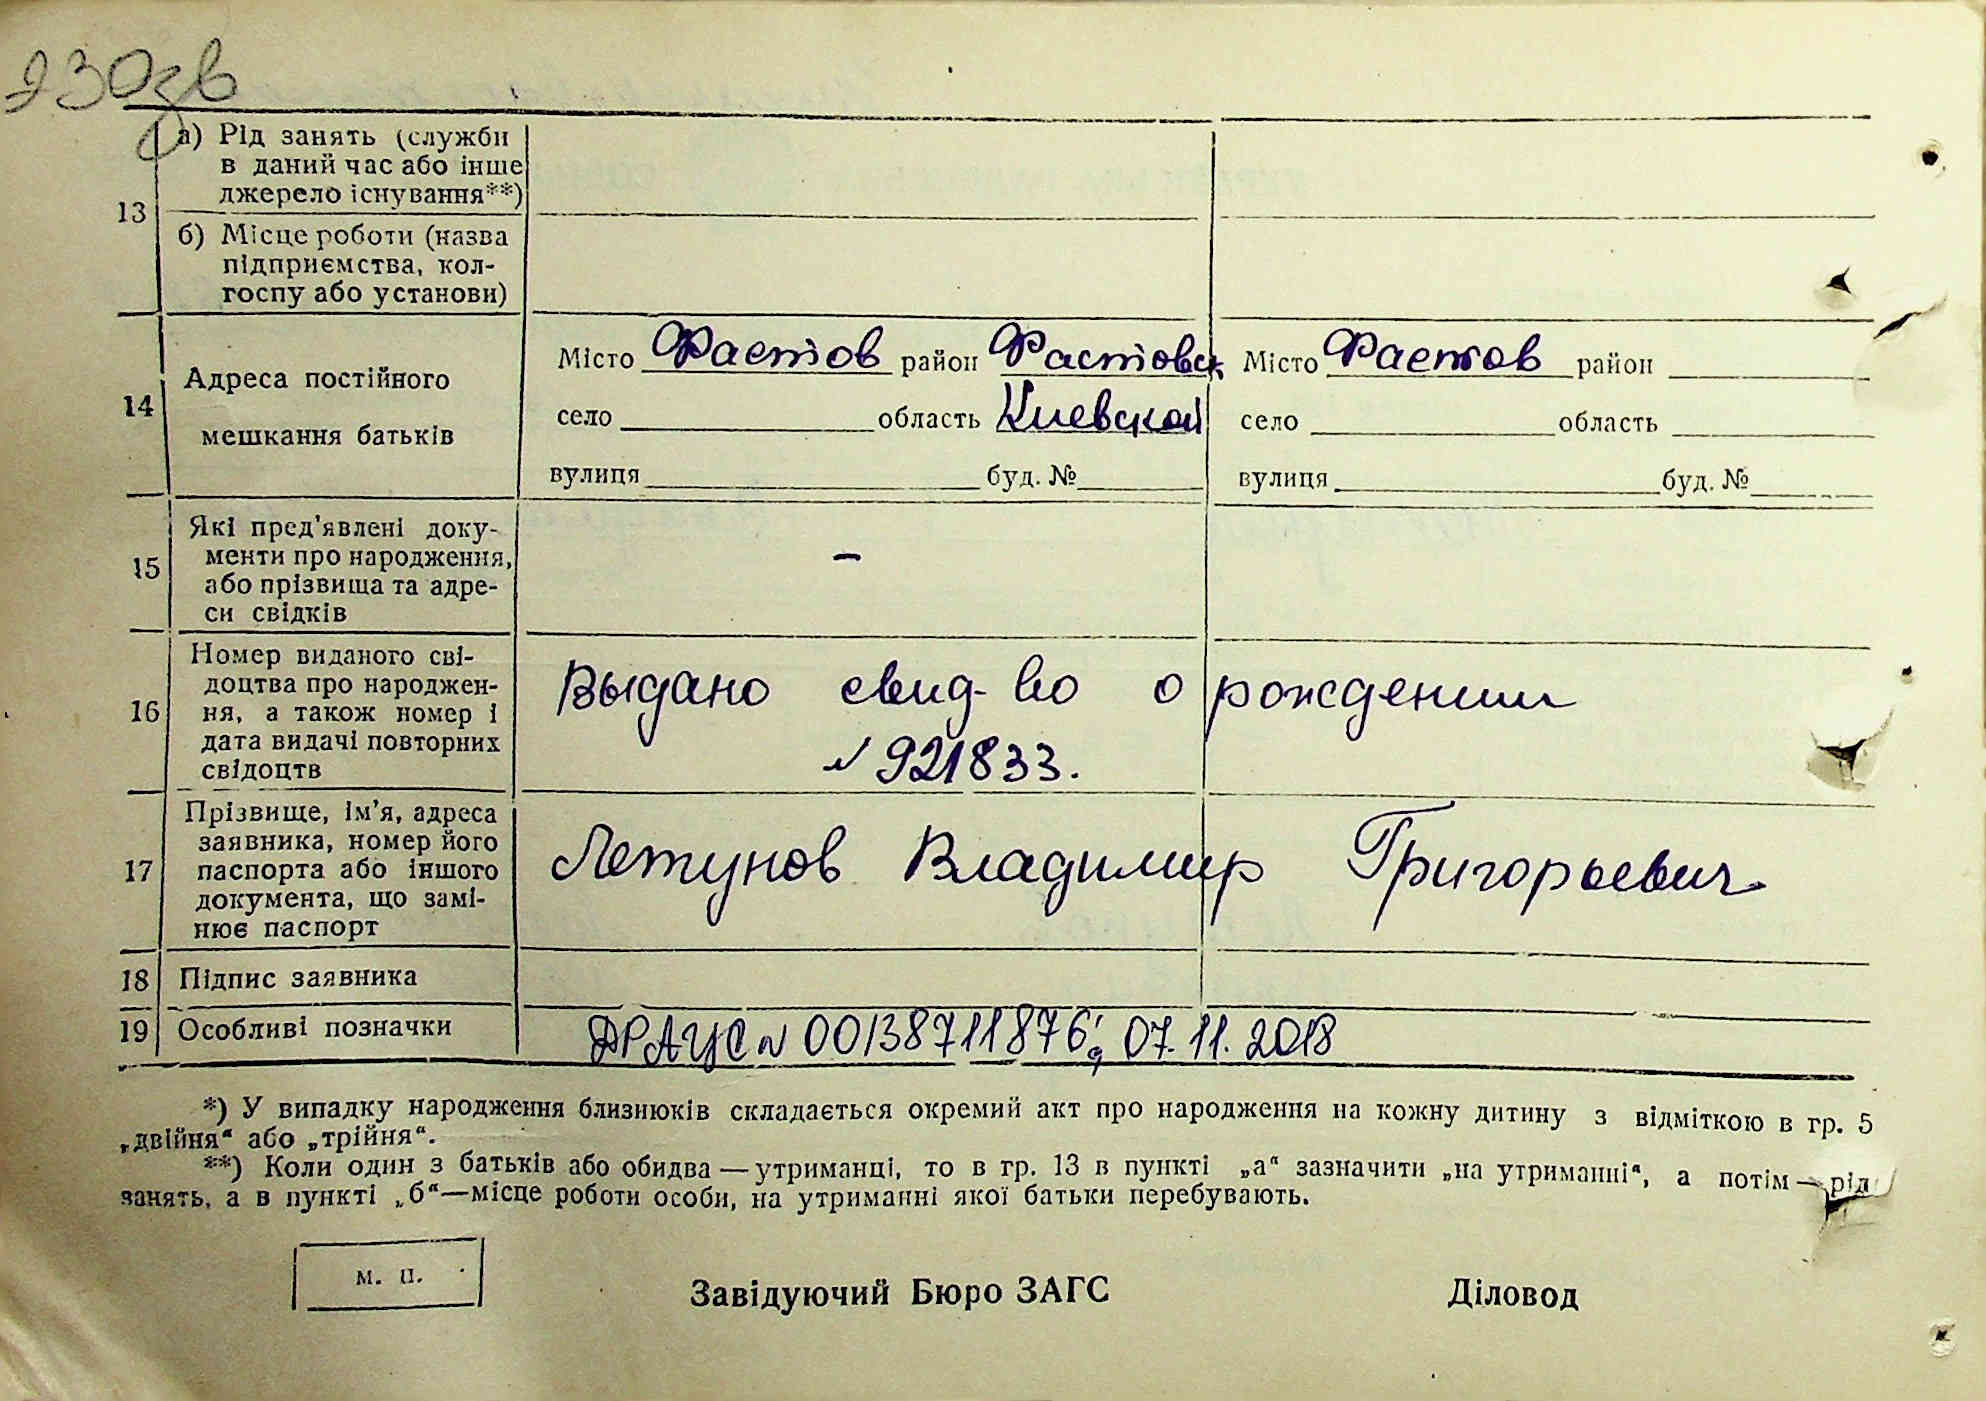 230зв
13
а) Рід занять (служби
в даний час або інше
джерело існування**)
б) Місце роботи (назва
підприємства, кол-
госпу або установи)
14
Адреса постійного
мешкання батьків
Місто Фастов район Фастовск Місто Фастов район
село область Киевской село область
вулиця буд. № вулиця буд. №
15
Які пред'явлені доку-
менти про народження,
або прізвища та адре-
си свідків
–
16
Номер виданого сві-
доцтва про народжен-
ня, а також номер і
дата видачі повторних
свідоцтв
Выдано свид-во о рождении
№ 921833.
17
Прізвище, ім'я, адреса
заявника, номер його
паспорта або іншого
документа, що замі-
нює паспорт
Летунов Владимир Григорьевич
18 Підпис заявника
19 Особливі позначки
ДРАЦС № 00138711876; 07.11.2018
*) У випадку народження близнюків складається окремий акт про народження на кожну дитину з відміткою в гр. 5
„двійня“ або „трійня“.
**) Коли один з батьків або обидва — утриманці, то в гр. 13 в пункті „а“ зазначити „на утриманні“, а потім — рід
занять, а в пункті „б“ — місце роботи особи, на утриманні якої батьки перебувають.
м. п.
Завідуючий Бюро ЗАГС Діловод